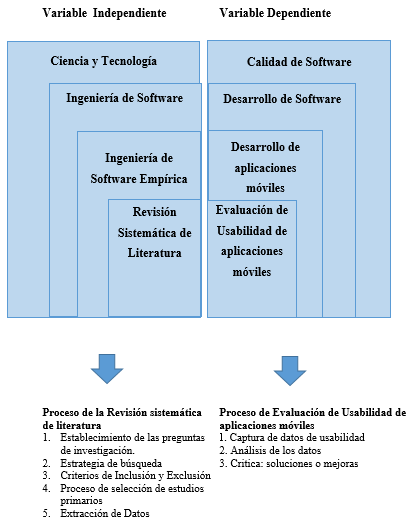 Variable Independiente
Variable Dependiente
Ciencia y Tecnología
Ingeniería de Software
Ingeniería de
Software Empírica
Revisión
Sistemática de
Literatura
Calidad de Software
Desarrollo de Software
Desarrollo de
aplicaciones
móviles
Evaluación de
Usabilidad de
aplicaciones
móviles
Proceso de la Revisión sistemática
de literatura
1. Establecimiento de las preguntas
de investigación.
2. Estrategia de búsqueda
3. Criterios de Inclusión y Exclusión
4. Proceso de selección de estudios
primarios
5. Extracción de Datos
Proceso de Evaluación de Usabilidad de
aplicaciones móviles
1. Captura de datos de usabilidad
2. Análisis de los datos
3. Critica: soluciones o mejoras